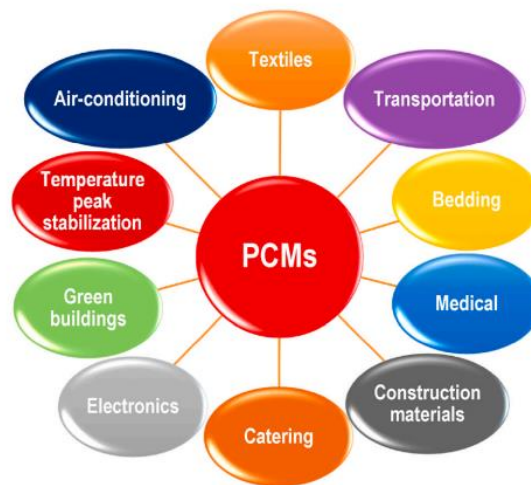 Textiles
Air-conditioning
Transportation
Temperature
peak
stabilization
Bedding
PCMs
Green
buildings
Medical
Electronics
Construction
materials
Catering